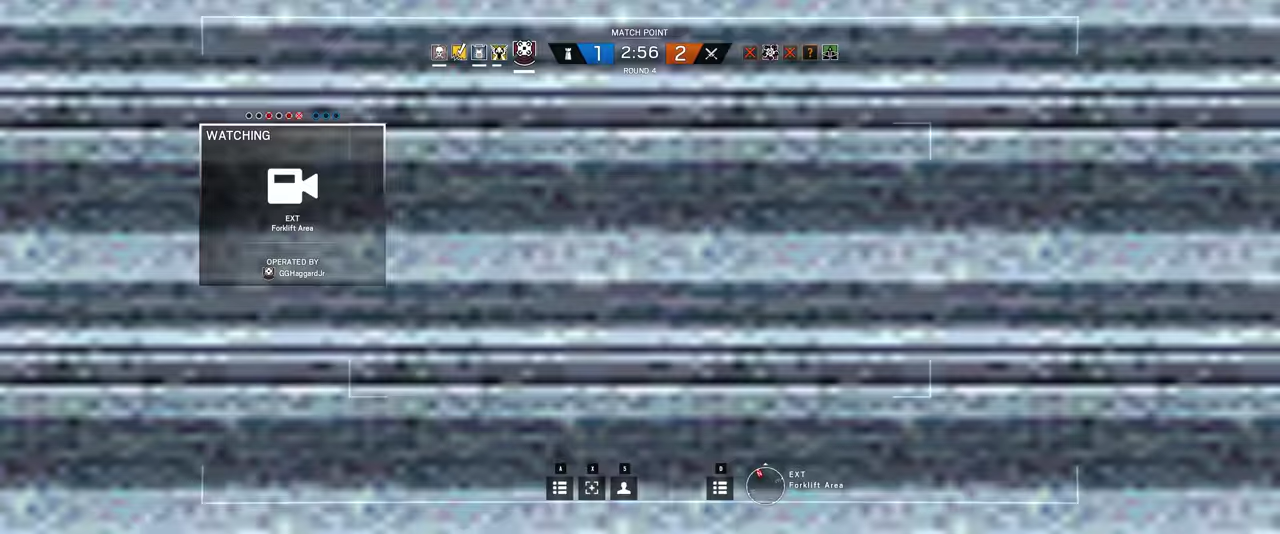 MATCH POINT
1 2:56 2
ROUND 4
?
WATCHING
EXT
Forklift Area
OPERATED BY
GGHaggardJr
A X S D
EXT
Forklift Area